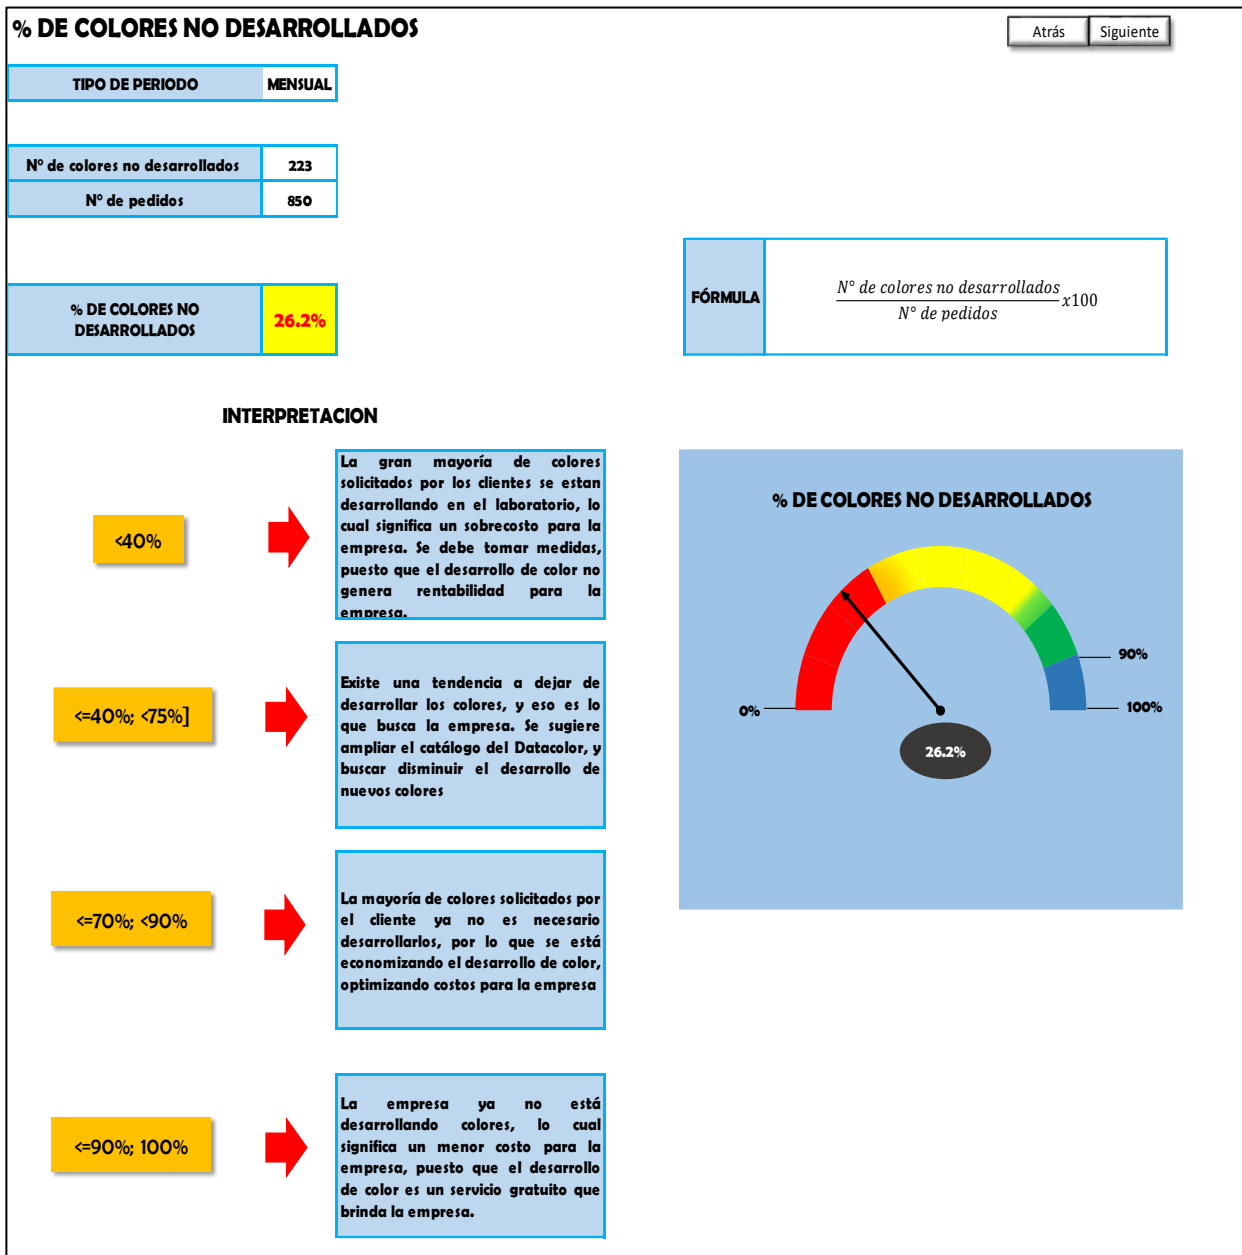 % DE COLORES NO DESARROLLADOS
Atrás
Siguiente
TIPO DE PERIODO
MENSUAL
N° de colores no desarrollados
223
N° de pedidos
850
% DE COLORES NO
DESARROLLADOS
26.2%
FÓRMULA
N° de colores no desarrollados
N° de pedidos
x100
INTERPRETACION
<40%
La gran mayoría de colores
solicitados por los clientes se estan
desarrollando en el laboratorio, lo
cual significa un sobrecosto para la
empresa. Se debe tomar medidas,
puesto que el desarrollo de color no
genera rentabilidad para la
empresa.
<=40%; <75%]
Existe una tendencia a dejar de
desarrollar los colores, y eso es lo
que busca la empresa. Se sugiere
ampliar el catálogo del Datacolor, y
buscar disminuir el desarrollo de
nuevos colores
<=70%; <90%
La mayoría de colores solicitados por
el cliente ya no es necesario
desarrollarlos, por lo que se está
economizando el desarrollo de color,
optimizando costos para la empresa
<=90%; 100%
La empresa ya no está
desarrollando colores, lo cual
significa un menor costo para la
empresa, puesto que el desarrollo
de color es un servicio gratuito que
brinda la empresa.
% DE COLORES NO DESARROLLADOS
90%
0%
100%
26.2%